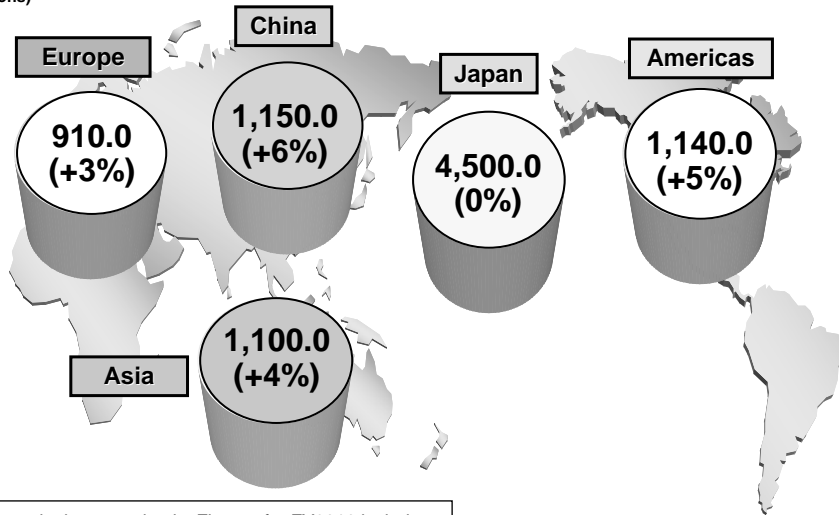 China
Europe
Japan
Americas
910.0
(+3%)
1,150.0
(+6%)
4,500.0
(0%)
1,140.0
(+5%)
Asia
1,100.0
(+4%)